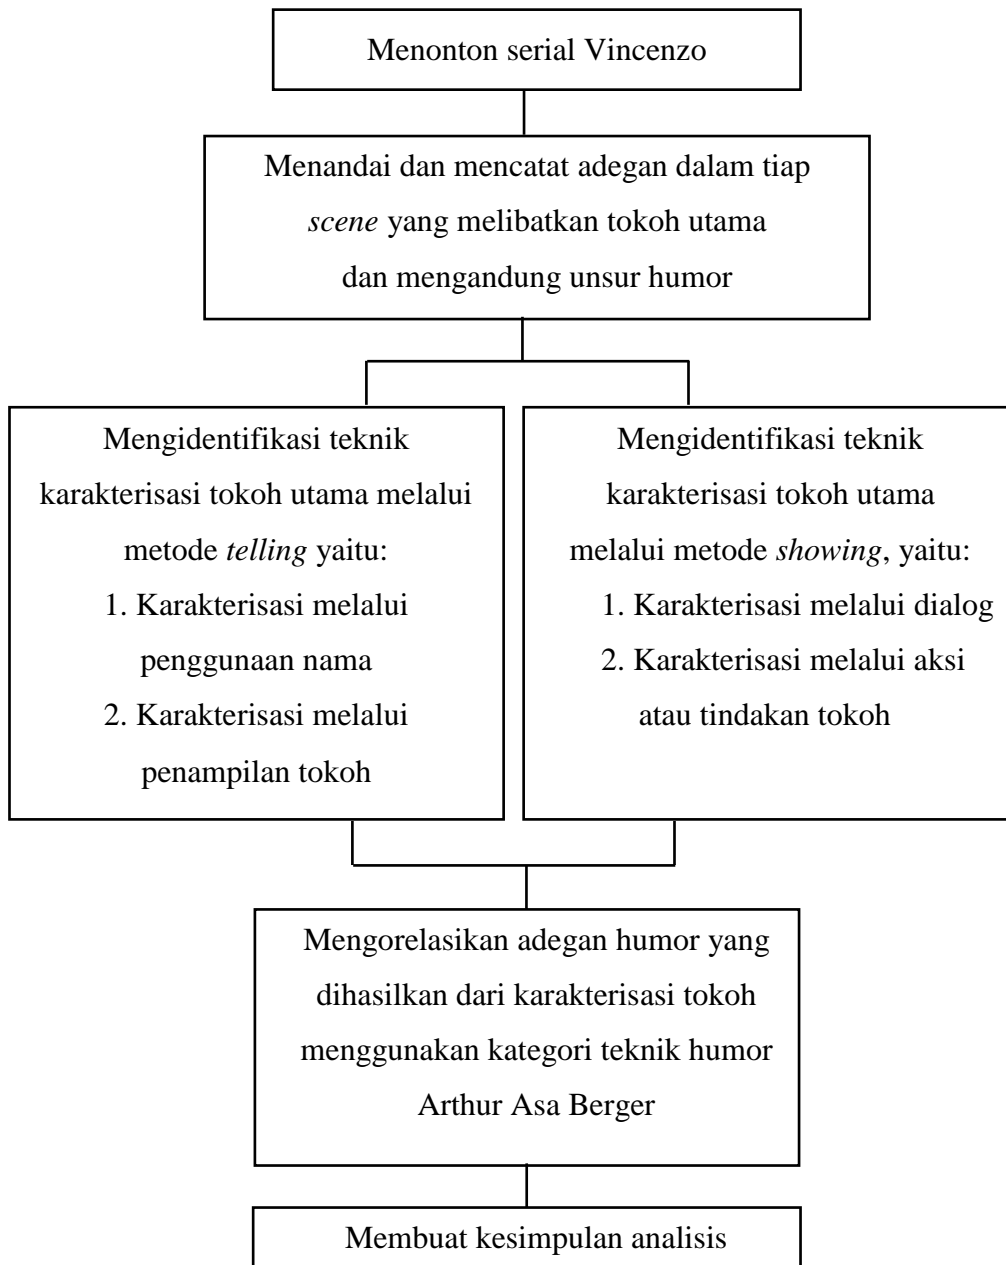 Menonton serial Vincenzo
Menandai dan mencatat adegan dalam tiap
scene yang melibatkan tokoh utama
dan mengandung unsur humor
Mengidentifikasi teknik
karakterisasi tokoh utama melalui
metode telling yaitu:
1. Karakterisasi melalui
penggunaan nama
2. Karakterisasi melalui
penampilan tokoh
Mengidentifikasi teknik
karakterisasi tokoh utama
melalui metode showing, yaitu:
1. Karakterisasi melalui dialog
2. Karakterisasi melalui aksi
atau tindakan tokoh
Mengorelasikan adegan humor yang
dihasilkan dari karakterisasi tokoh
menggunakan kategori teknik humor
Arthur Asa Berger
Membuat kesimpulan analisis